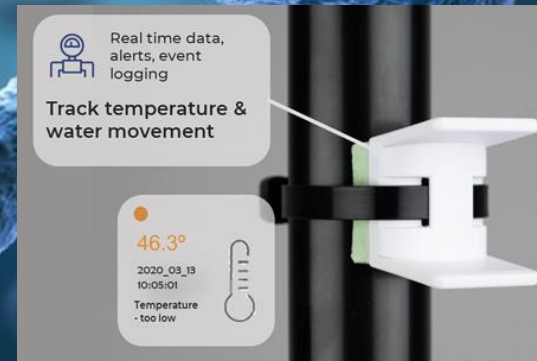 Real time data,
alerts, event
logging
Track temperature &
water movement
46.3°
2020_03_13
10:05:01
Temperature
- too low